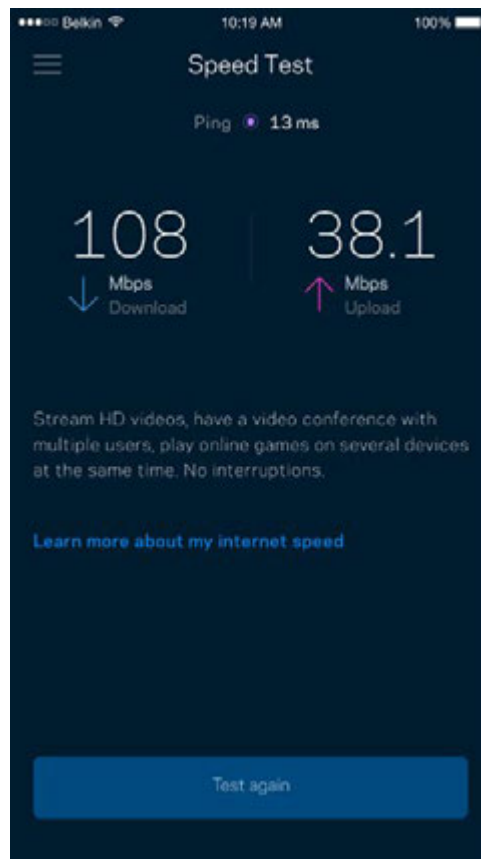 Belkin 10:19 AM 100%
Speed Test
Ping 13 ms
108 38.1
Mbps Mbps
Download Upload
Stream HD videos, have a video conference with
multiple users, play online games on several devices
at the same time. No interruptions.
Learn more about my internet speed
Test again